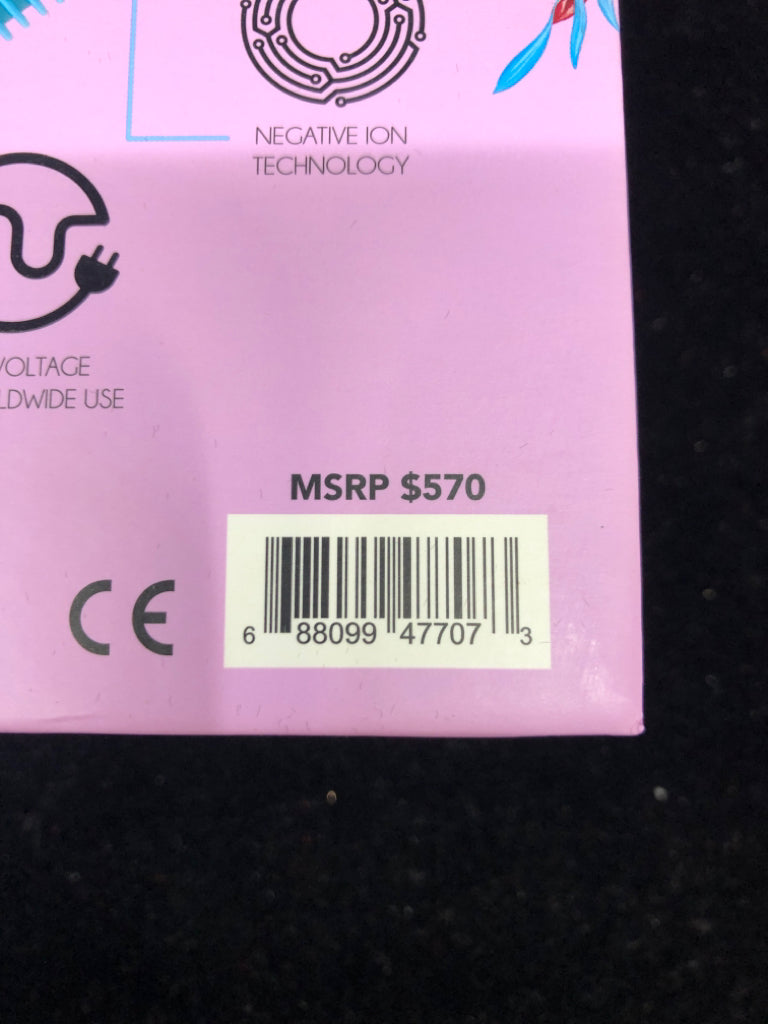 NEGATIVE ION
TECHNOLOGY
VOLTAGE
LDWIDE USE
MSRP $570
CE
6 88099 47707 3